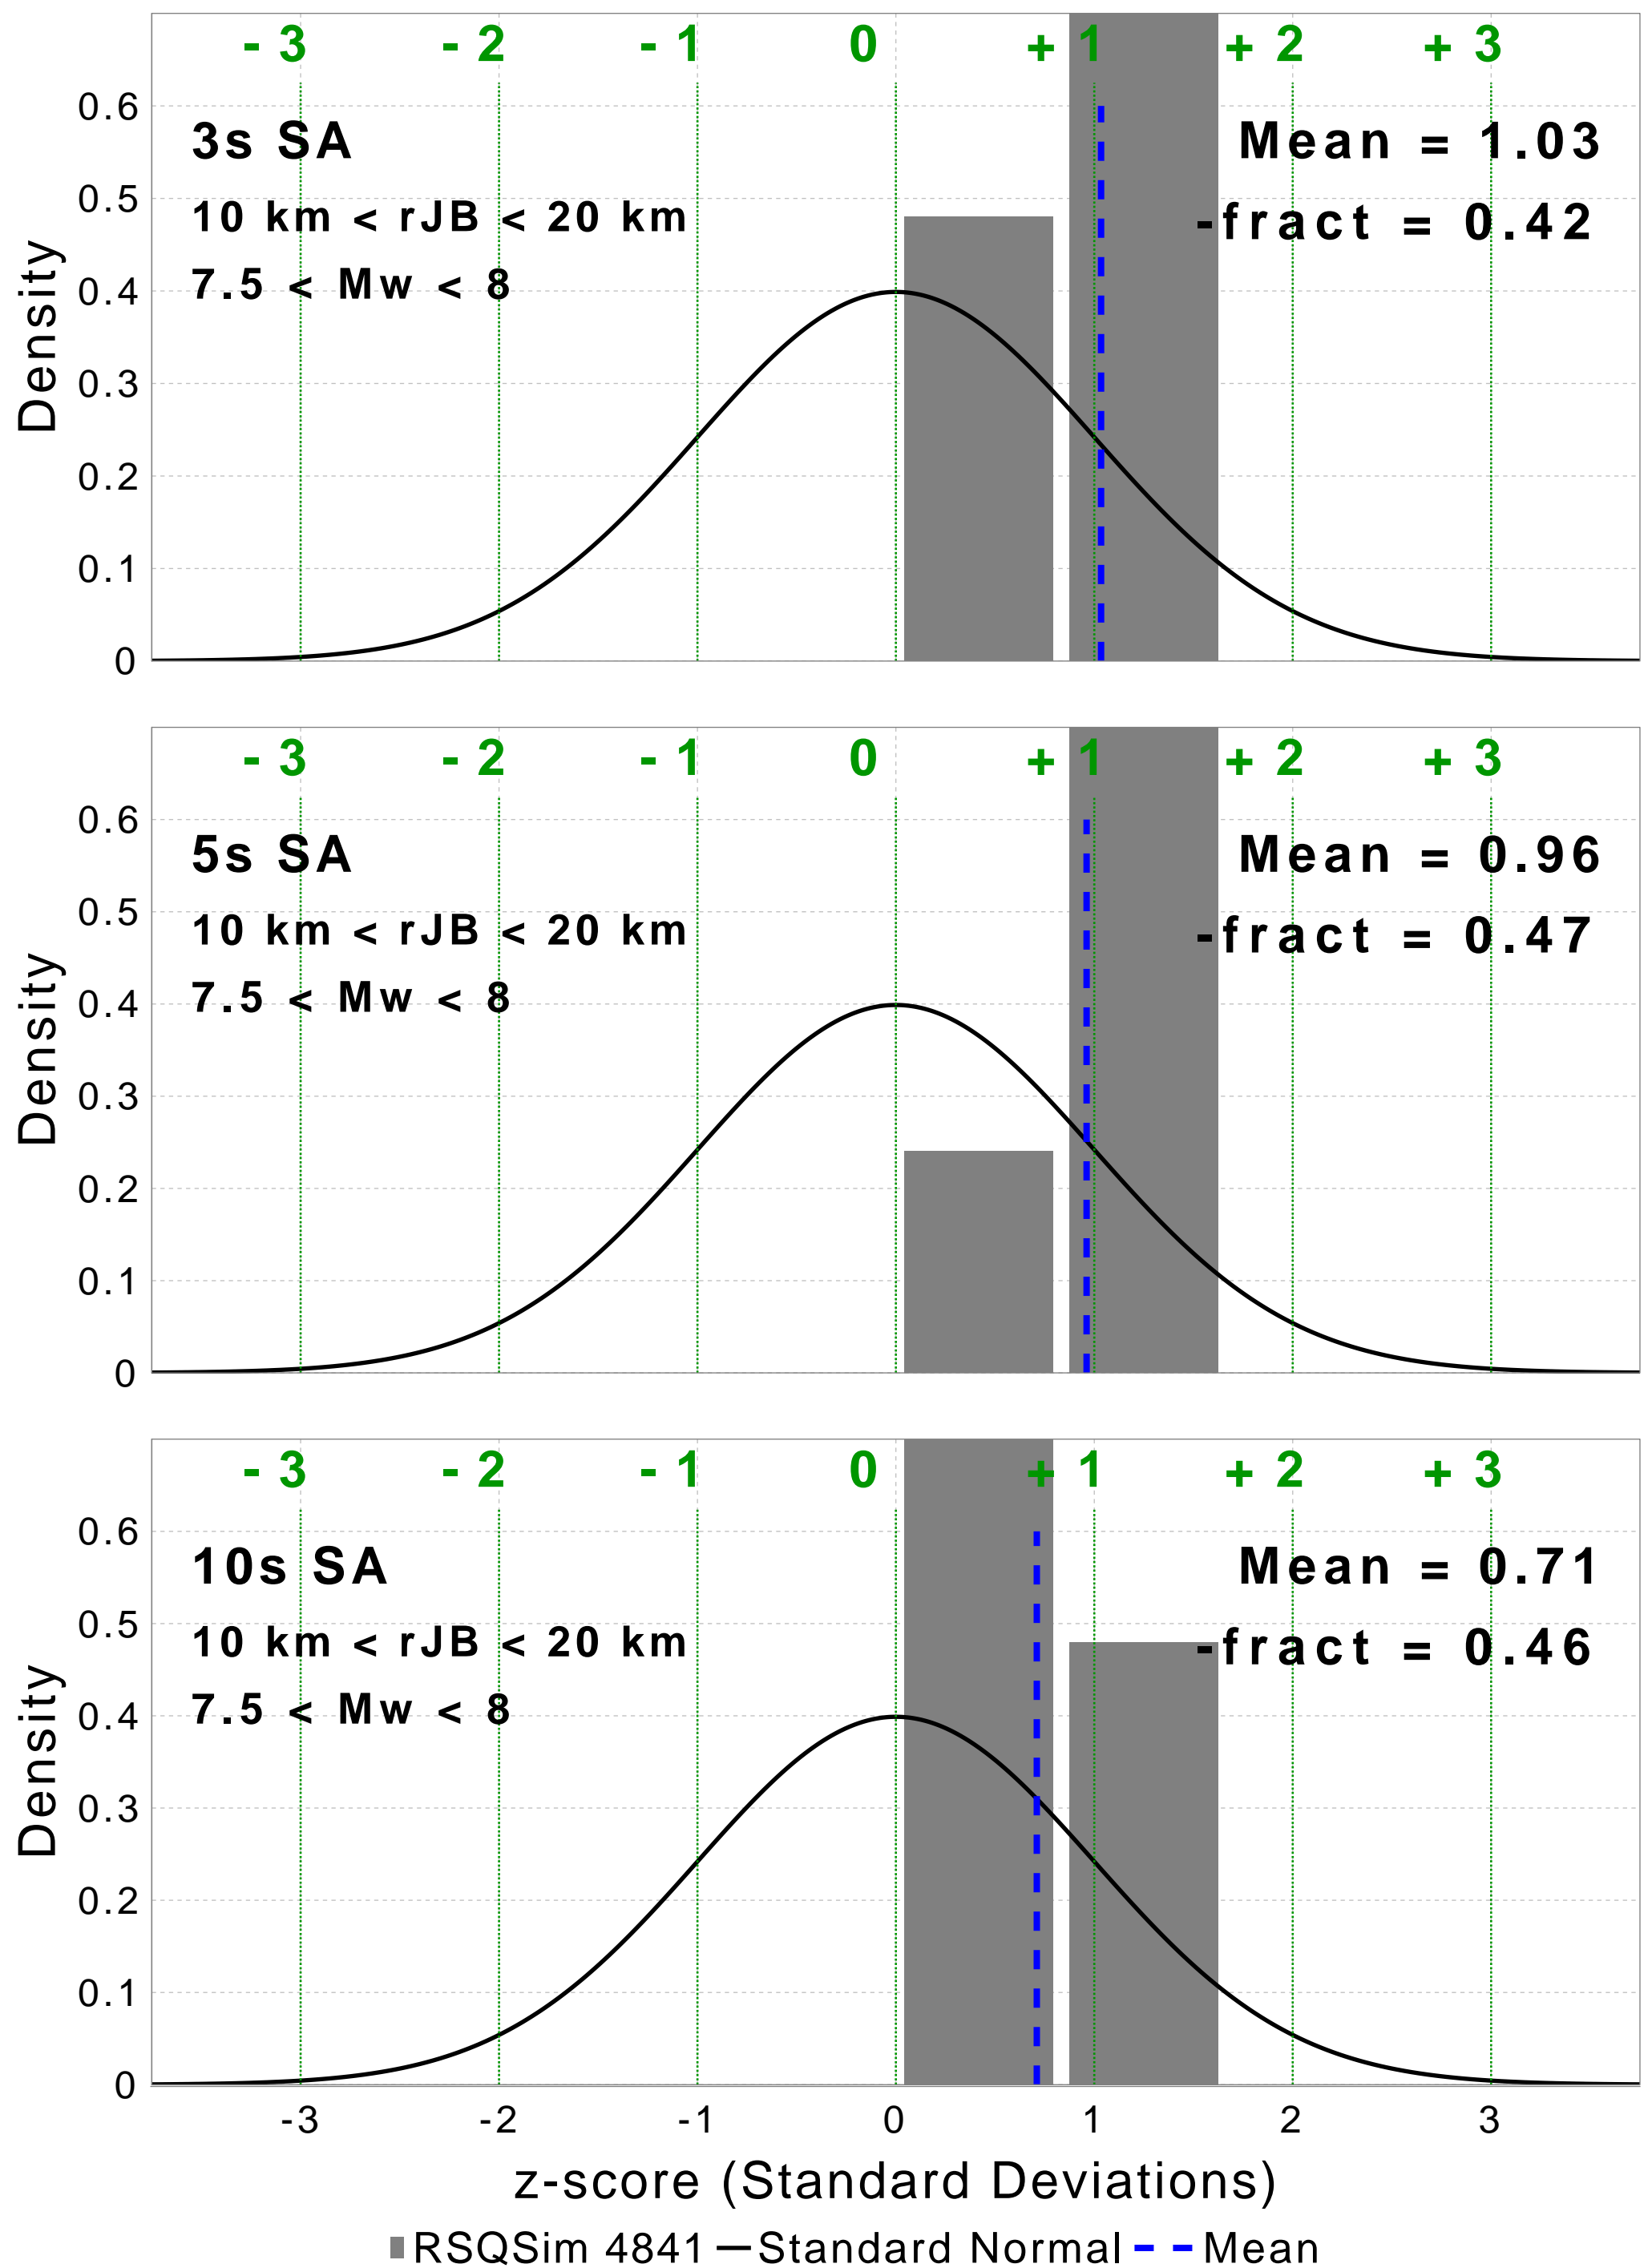 - 3 - 2 - 1 0 + 1 + 2 + 3
0.6
3s SA
Mean = 1.03
0.5
10 km < rJB < 20 km
-fract = 0.42
7.5 < Mw < 8
0.4
0.3
0.2
0.1
0
Density
- 3 - 2 - 1 0 + 1 + 2 + 3
0.6
5s SA
Mean = 0.96
0.5
10 km < rJB < 20 km
-fract = 0.47
7.5 < Mw < 8
0.4
0.3
0.2
0.1
0
Density
- 3 - 2 - 1 0 + 1 + 2 + 3
0.6
10s SA
Mean = 0.71
0.5
10 km < rJB < 20 km
-fract = 0.46
7.5 < Mw < 8
0.4
0.3
0.2
0.1
0
Density
-3 -2 -1 0 1 2 3
z-score (Standard Deviations)
RSQSim 4841 Standard Normal Mean